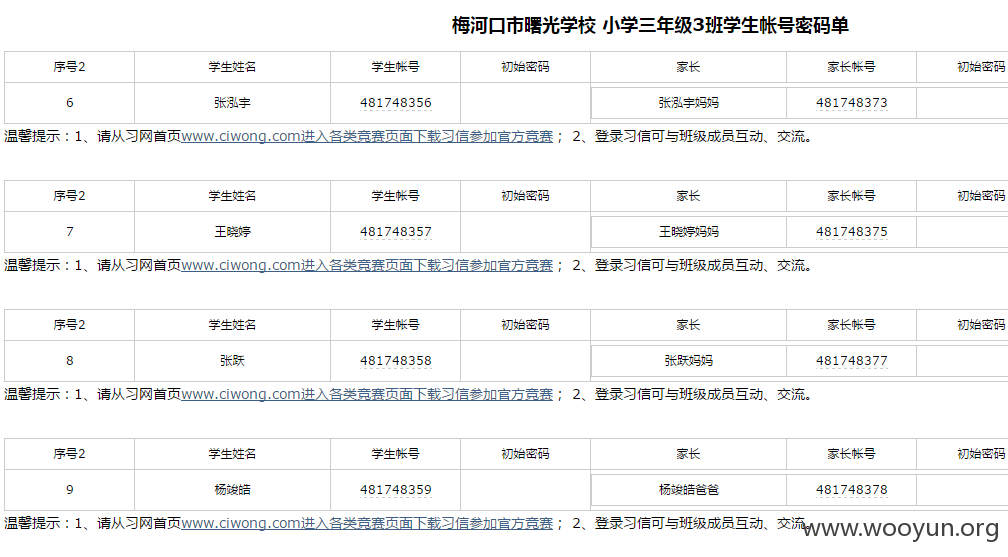 梅河口市曙光学校 小学三年级3班学生帐号密码单
序号2 学生姓名 学生帐号 初始密码 家长 家长帐号 初始密码
6 张泓宇 481748356 张泓宇妈妈 481748373
温馨提示：1、请从习网首页www.ciwong.com进入各类竞赛页面下载习信参加官方竞赛； 2、登录习信可与班级成员互动、交流。
序号2 学生姓名 学生帐号 初始密码 家长 家长帐号 初始密码
7 王晓婷 481748357 王晓婷妈妈 481748375
温馨提示：1、请从习网首页www.ciwong.com进入各类竞赛页面下载习信参加官方竞赛； 2、登录习信可与班级成员互动、交流。
序号2 学生姓名 学生帐号 初始密码 家长 家长帐号 初始密码
8 张跃 481748358 张跃妈妈 481748377
温馨提示：1、请从习网首页www.ciwong.com进入各类竞赛页面下载习信参加官方竞赛； 2、登录习信可与班级成员互动、交流。
序号2 学生姓名 学生帐号 初始密码 家长 家长帐号 初始密码
9 杨竣皓 481748359 杨竣皓爸爸 481748378
温馨提示：1、请从习网首页www.ciwong.com进入各类竞赛页面下载习信参加官方竞赛； 2、登录习信可与班级成员互动、交流。
www.wooyun.org